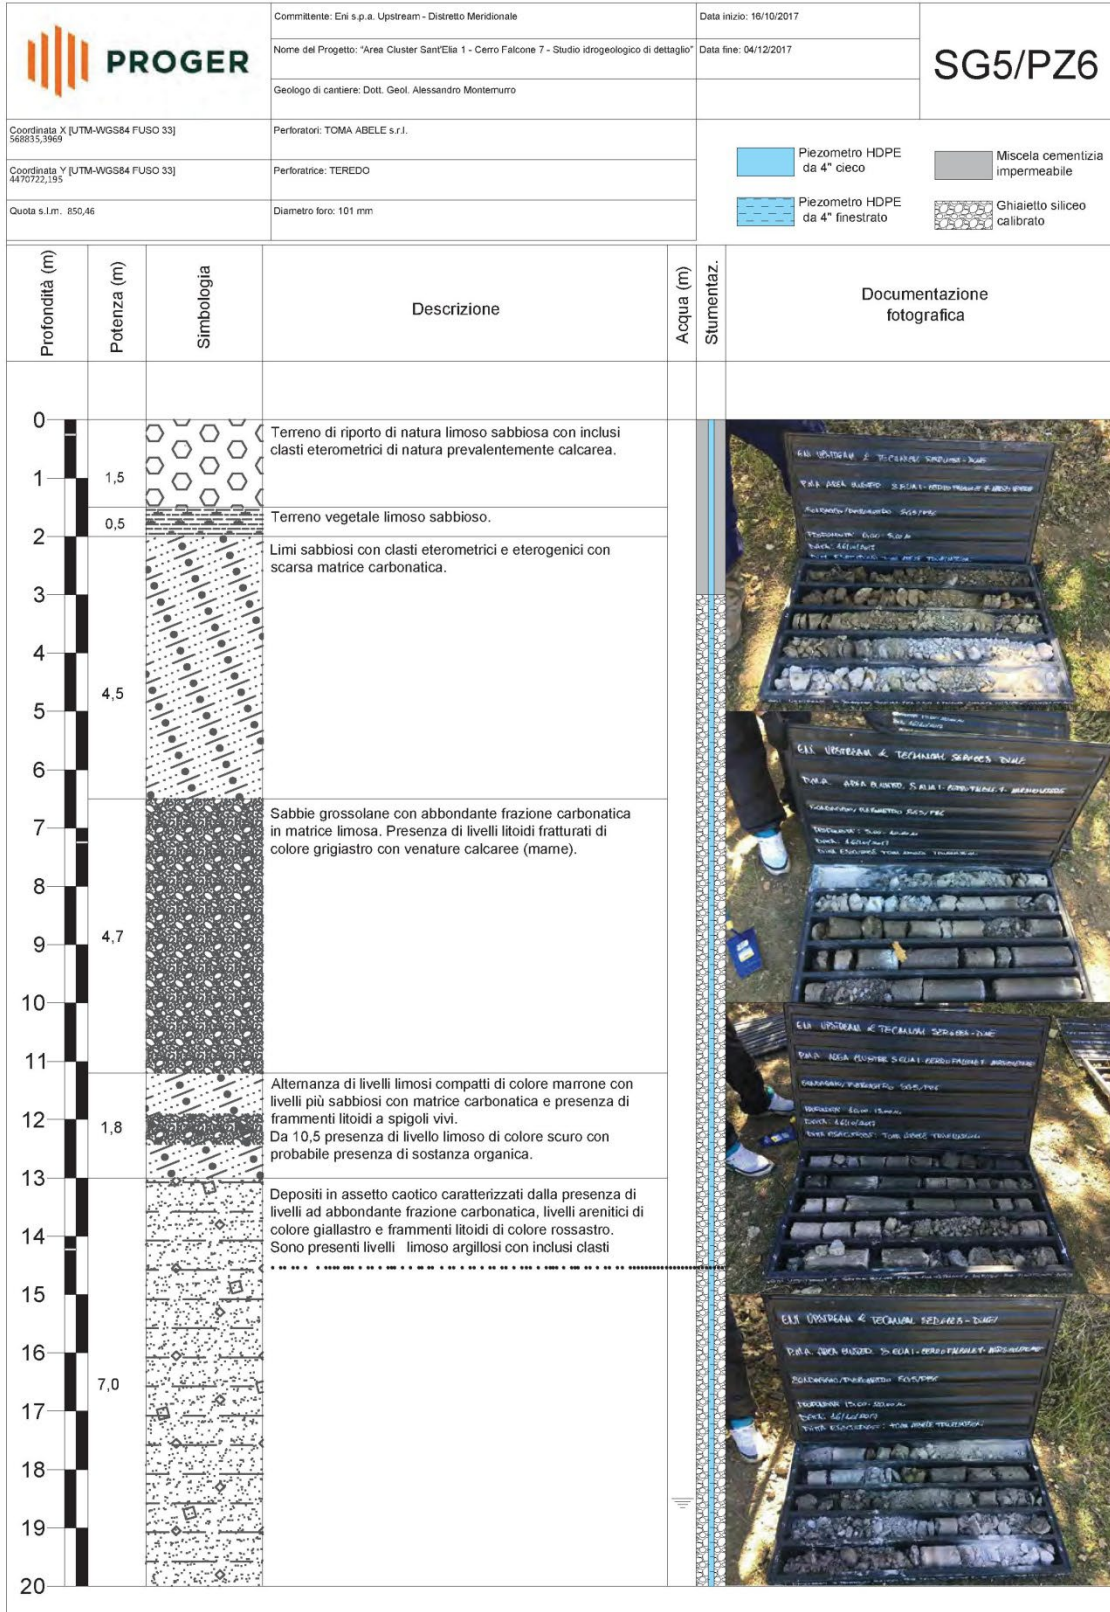 PROGER
Committente: Eni s.p.a. Upstream - Distretto Meridionale
Nome del Progetto: "Area Cluster Sant'Elia 1 - Cerro Falcone 7 - Studio idrogeologico di dettaglio"
Geologo di cantiere: Dott. Geol. Alessandro Montemurro
Data inizio: 16/10/2017
Data fine: 04/12/2017
SG5/PZ6
Coordinata X [UTM-WGS84 FUSO 33]
568835,3969
Coordinata Y [UTM-WGS84 FUSO 33]
4470722,195
Quota s.l.m. 850,46
Perforatori: TOMA ABELE s.r.l.
Perforatrice: TEREDO
Diametro foro: 101 mm
Piezometro HDPE
da 4" cieco
Piezometro HDPE
da 4" finestrato
Miscela cementizia
impermeabile
Ghiaietto siliceo
calibrato
Profondità (m)
Potenza (m)
Simbologia
Descrizione
Acqua (m)
Stumentaz.
Documentazione
fotografica
0
Terreno di riporto di natura limoso sabbiosa con inclusi
clasti eterometrici di natura prevalentemente calcarea.
1
1,5
0,5
Terreno vegetale limoso sabbioso.
2
Limi sabbiosi con clasti eterometrici e eterogenici con
scarsa matrice carbonatica.
3
4
4,5
5
6
Sabbie grossolane con abbondante frazione carbonatica
in matrice limosa. Presenza di livelli litoidi fratturati di
colore grigiastro con venature calcaree (marne).
7
8
9
4,7
10
11
Alternanza di livelli limosi compatti di colore marrone con
livelli più sabbiosi con matrice carbonatica e presenza di
frammenti litoidi a spigoli vivi.
Da 10,5 presenza di livello limoso di colore scuro con
probabile presenza di sostanza organica.
12
1,8
13
Depositi in assetto caotico caratterizzati dalla presenza di
livelli ad abbondante frazione carbonatica, livelli arenitici di
colore giallastro e frammenti litoidi di colore rossastro.
Sono presenti livelli limoso argillosi con inclusi clasti
14
15
16
7,0
17
18
19
20